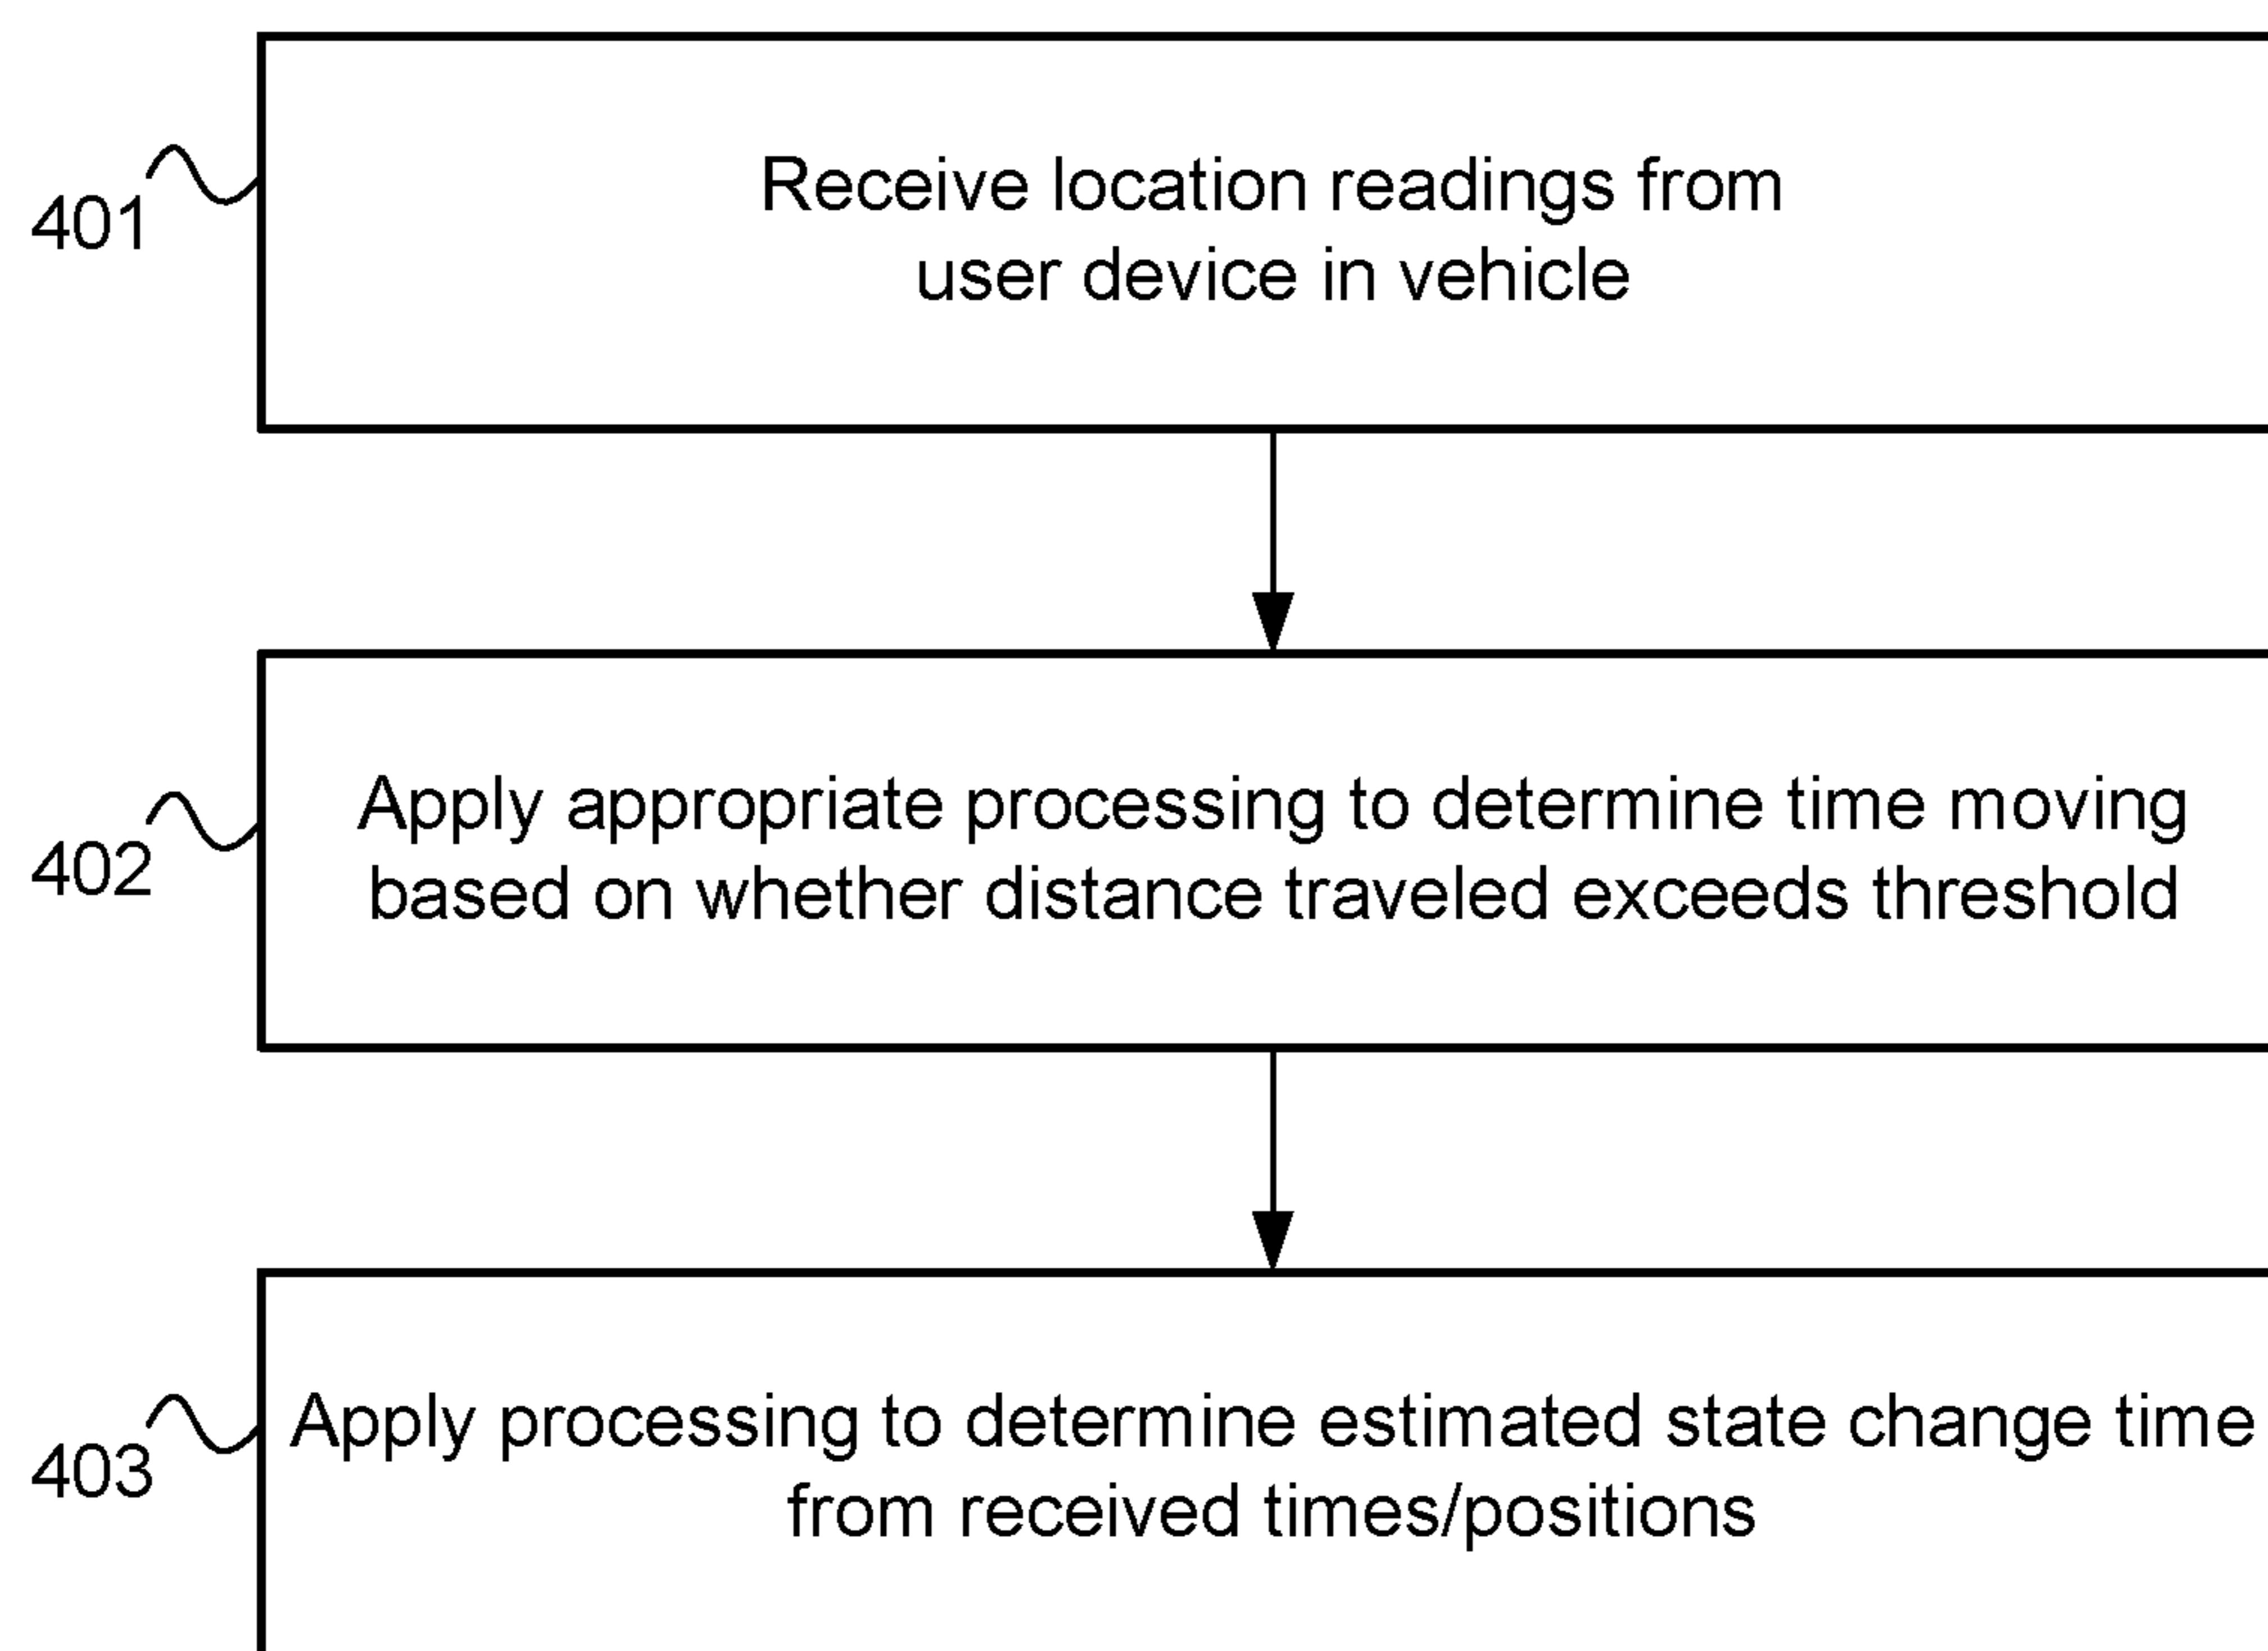 Receive location readings from
user device in vehicle
401
Apply appropriate processing to determine time moving
based on whether distance traveled exceeds threshold
402
Apply processing to determine estimated state change time
from received times/positions
403